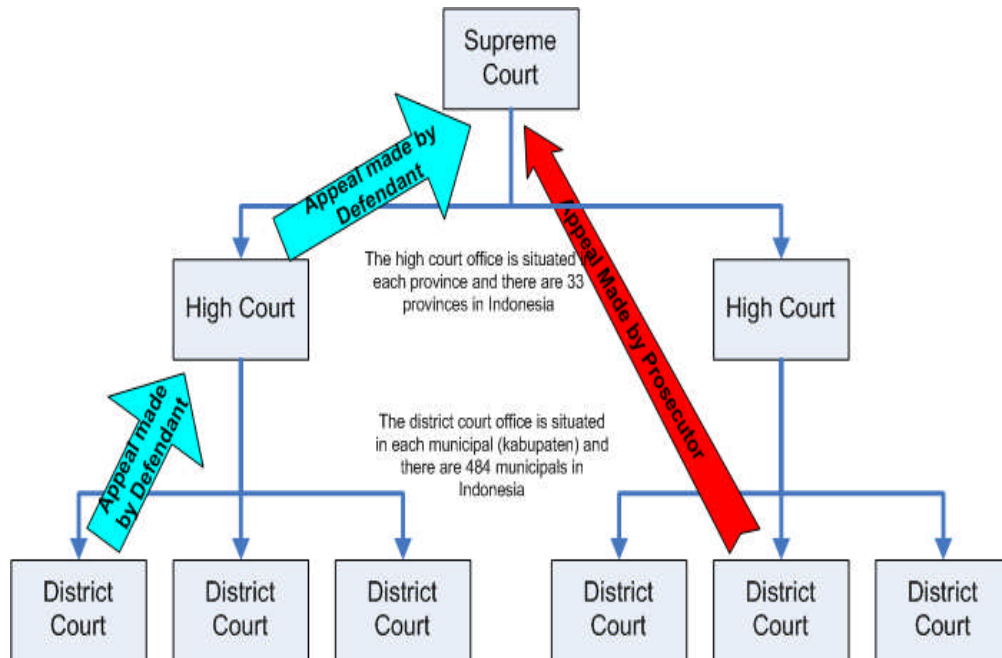 Supreme
Court
Appeal made by
Defendant
The high court office is situated in
each province and there are 33
provinces in Indonesia
High Court
High Court
Appeal Made by Prosecutor
Appeal made
by Defendant
The district court office is situated
in each municipal (kabupaten) and
there are 484 municipals in
Indonesia
District
Court
District
Court
District
Court
District
Court
District
Court
District
Court